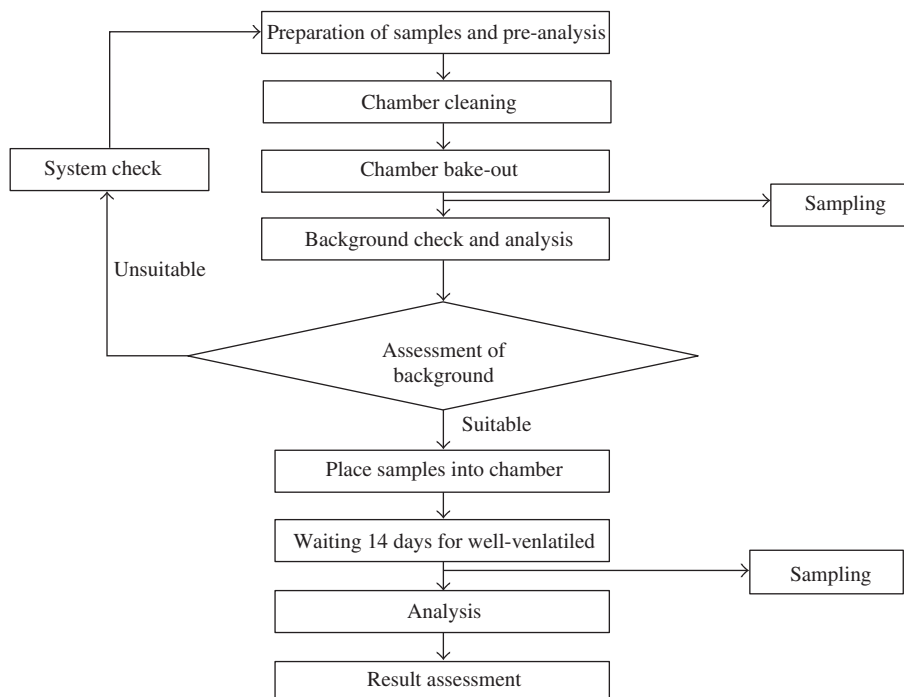 Preparation of samples and pre-analysis
Chamber cleaning
System check
Chamber bake-out
Sampling
Background check and analysis
Unsuitable
Assessment of
background
Suitable
Place samples into chamber
Waiting 14 days for well-venlatiled
Sampling
Analysis
Result assessment